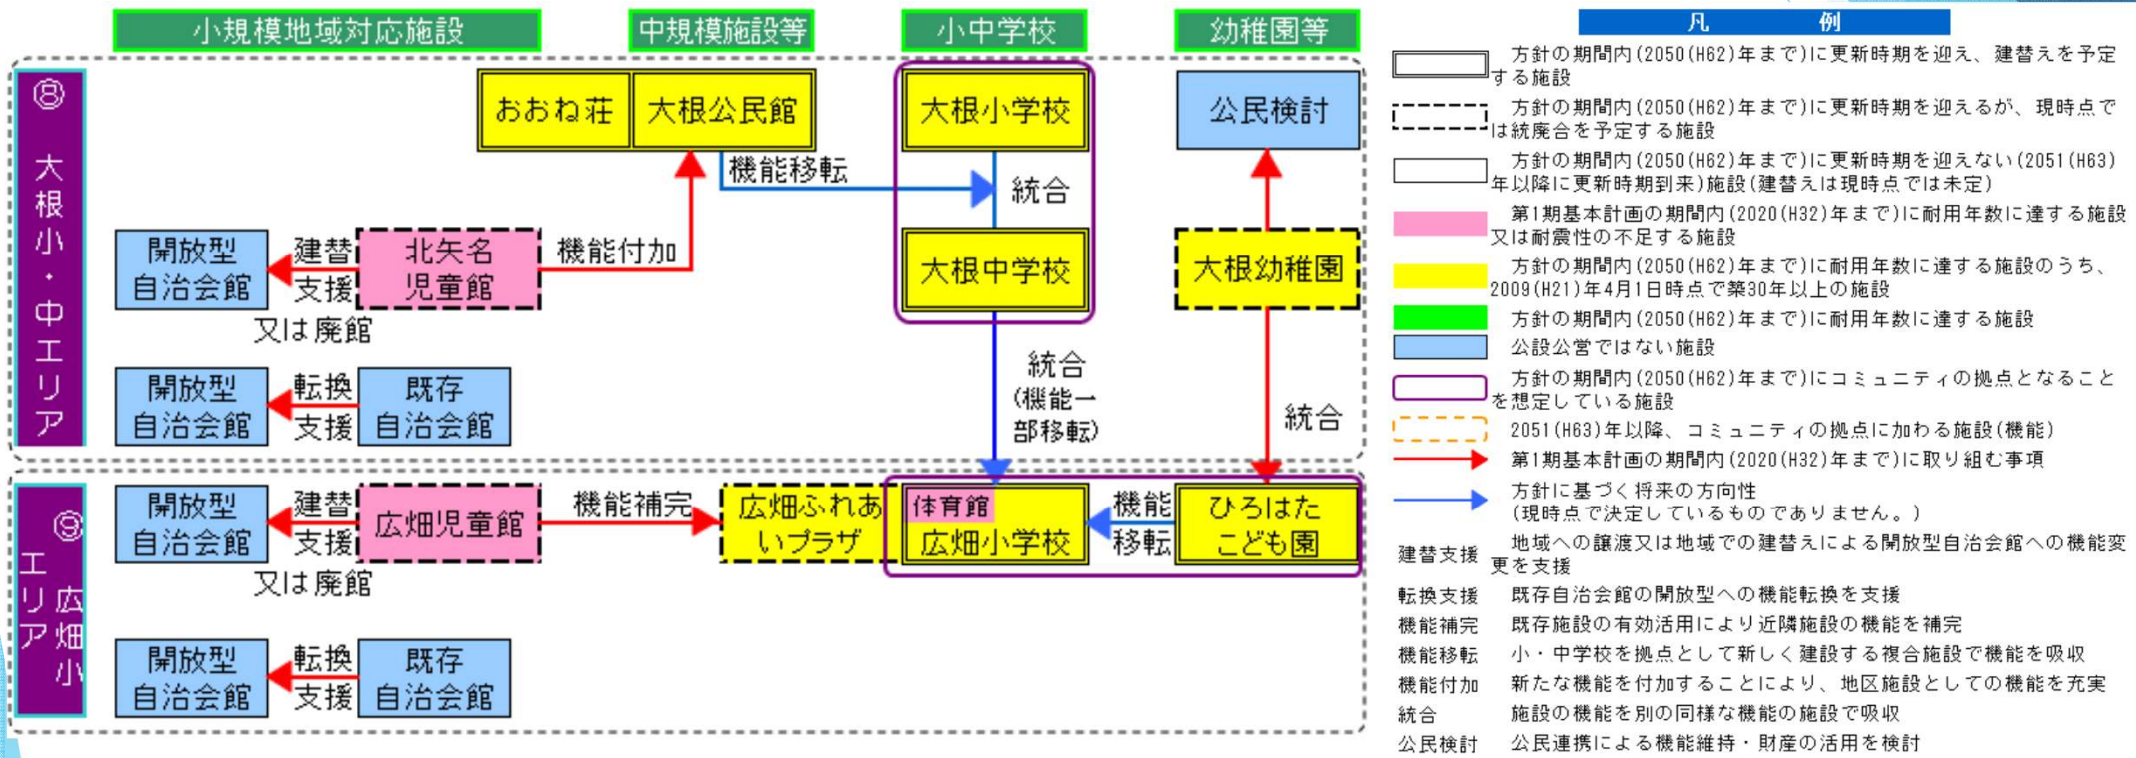 小規模地域対応施設
中規模施設等
小中学校
幼稚園等
⑧ 大根小・中エリア
おおね荘
大根公民館
大根小学校
公民検討
機能移転
統合
開放型
自治会館
建替
支援
北矢名
児童館
機能付加
大根中学校
大根幼稚園
又は廃館
開放型
自治会館
転換
支援
既存
自治会館
統合
(機能一
部移転)
統合
⑨ 広畑小
エリア
開放型
自治会館
建替
支援
広畑児童館
機能補完
広畑ふれあ
いプラザ
体育館
広畑小学校
機能
移転
ひろはた
こども園
又は廃館
開放型
自治会館
転換
支援
既存
自治会館
凡 例
方針の期間内(2050(H62)年まで)に更新時期を迎え、建替えを予定
する施設
方針の期間内(2050(H62)年まで)に更新時期を迎えるが、現時点で
は統廃合を予定する施設
方針の期間内(2050(H62)年まで)に更新時期を迎えない(2051(H63)
年以降に更新時期到来)施設(建替えは現時点では未定)
第1期基本計画の期間内(2020(H32)年まで)に耐用年数に達する施設
又は耐震性の不足する施設
方針の期間内(2050(H62)年まで)に耐用年数に達する施設のうち、
2009(H21)年4月1日時点で築30年以上の施設
方針の期間内(2050(H62)年まで)に耐用年数に達する施設
公設公営ではない施設
方針の期間内(2050(H62)年まで)にコミュニティの拠点となること
を想定している施設
2051(H63)年以降、コミュニティの拠点に加わる施設(機能)
第1期基本計画の期間内(2020(H32)年まで)に取り組む事項
方針に基づく将来の方向性
(現時点で決定しているものでありません。)
建替支援 地域への譲渡又は地域での建替えによる開放型自治会館への機能変
更を支援
転換支援 既存自治会館の開放型への機能転換を支援
機能補完 既存施設の有効活用により近隣施設の機能を補完
機能移転 小・中学校を拠点として新しく建設する複合施設で機能を吸収
機能付加 新たな機能を付加することにより、地区施設としての機能を充実
統合 施設の機能を別の同様な機能の施設で吸収
公民検討 公民連携による機能維持・財産の活用を検討